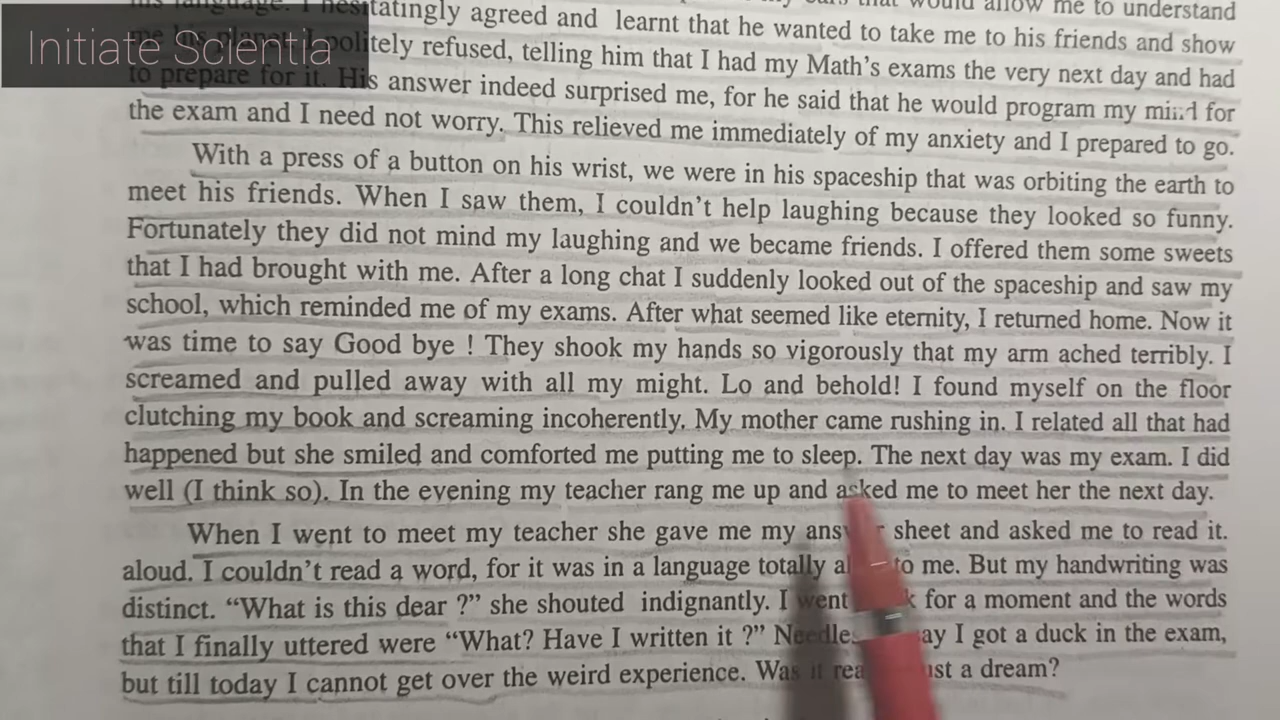 Initiate Scientia
his language. I hesitatingly agreed and learnt that he wanted to take me to his friends and show
me his planet. I politely refused, telling him that I had my Math's exams the very next day and had
to prepare for it. His answer indeed surprised me, for he said that he would program my mind for
the exam and I need not worry. This relieved me immediately of my anxiety and I prepared to go.
With a press of a button on his wrist, we were in his spaceship that was orbiting the earth to
meet his friends. When I saw them, I couldn't help laughing because they looked so funny.
Fortunately they did not mind my laughing and we became friends. I offered them some sweets
that I had brought with me. After a long chat I suddenly looked out of the spaceship and saw my
school, which reminded me of my exams. After what seemed like eternity, I returned home. Now it
was time to say Good bye ! They shook my hands so vigorously that my arm ached terribly. I
screamed and pulled away with all my might. Lo and behold! I found myself on the floor
clutching my book and screaming incoherently. My mother came rushing in. I related all that had
happened but she smiled and comforted me putting me to sleep. The next day was my exam. I did
well (I think so). In the evening my teacher rang me up and asked me to meet her the next day.
When I went to meet my teacher she gave me my sheet and asked me to read it.
aloud. I couldn't read a word, for it was in a language totally to me. But my handwriting was
distinct. "What is this dear ?" she shouted indignantly. I went for a moment and the words
that I finally uttered were "What? Have I written it ?" I got a duck in the exam,
but till today I cannot get over the weird experience. Was it a dream?